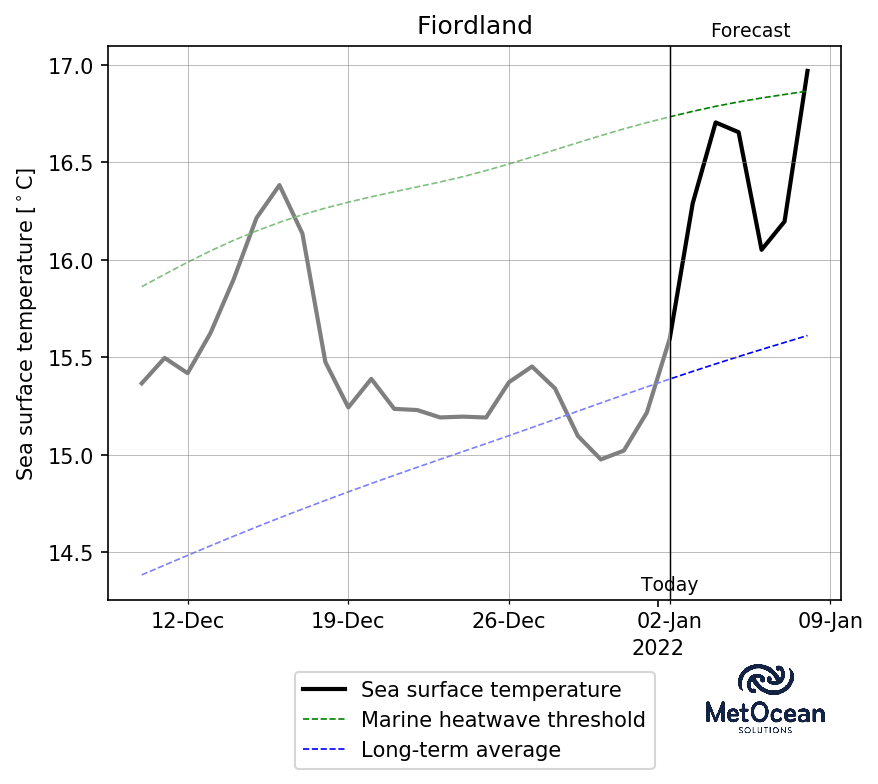 Fiordland
Forecast
Sea surface temperature [°C]
17.0
16.5
16.0
15.5
15.0
14.5
Today
12-Dec
19-Dec
26-Dec
02-Jan
09-Jan
2022
Sea surface temperature
Marine heatwave threshold
Long-term average
MetOcean
SOLUTIONS